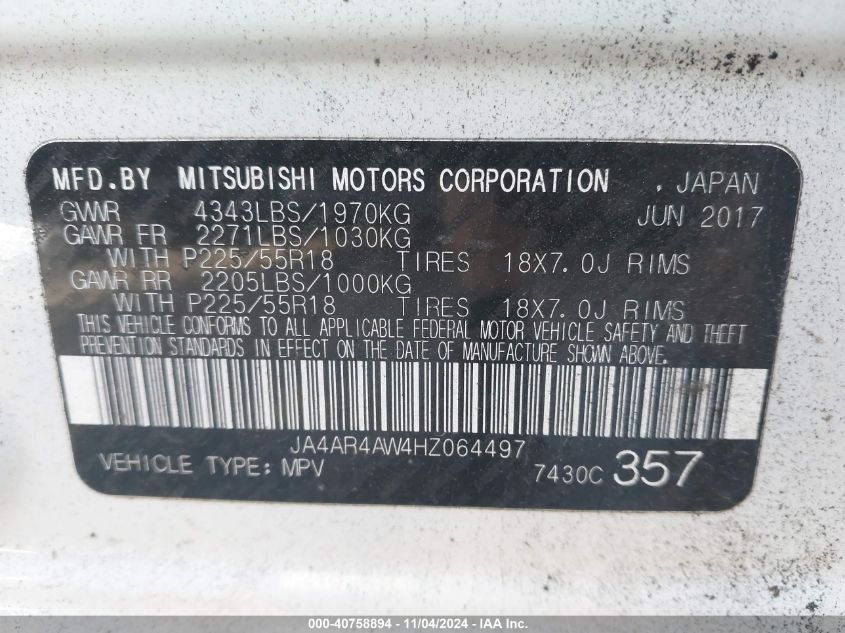 MFD.BY MITSUBISHI MOTORS CORPORATION . JAPAN
GVWR 4343LBS/1970KG JUN 2017
GAWR FR 2271LBS/1030KG
WITH P225/55R18 TIRES 18X7.0J RIMS
GAWR RR 2205LBS/1000KG
WITH P225/55R18 TIRES 18X7.0J RIMS
THIS VEHICLE CONFORMS TO ALL APPLICABLE FEDERAL MOTOR VEHICLE SAFETY AND THEFT
PREVENTION STANDARDS IN EFFECT ON THE DATE OF MANUFACTURE SHOWN ABOVE.
JA4AR4AW4HZ064497
VEHICLE TYPE: MPV 7430C 357
000-40758894 - 11/04/2024 - IAAI.com.